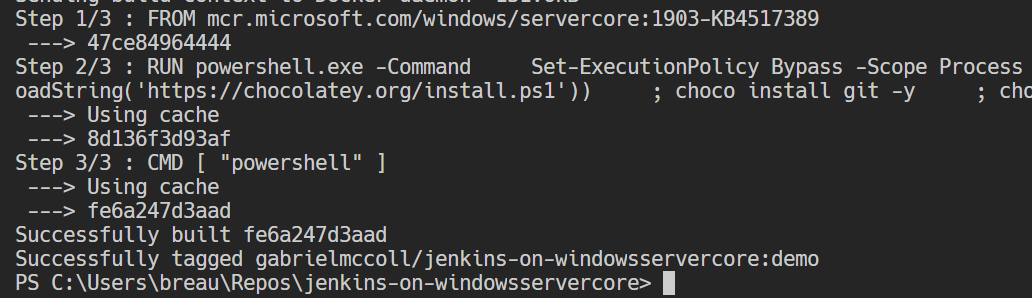 Step 1/3 : FROM mcr.microsoft.com/windows/servercore:1903-KB4517389
 ---> 47ce84964444
Step 2/3 : RUN powershell.exe -Command     Set-ExecutionPolicy Bypass -Scope Process
oadString('https://chocolatey.org/install.ps1'))     ; choco install git -y     ; cho
 ---> Using cache
 ---> 8d136f3d93af
Step 3/3 : CMD [ "powershell" ]
 ---> Using cache
 ---> fe6a247d3aad
Successfully built fe6a247d3aad
Successfully tagged gabrielmccoll/jenkins-on-windowsservercore:demo
PS C:\Users\breau\Repos\jenkins-on-windowsservercore>